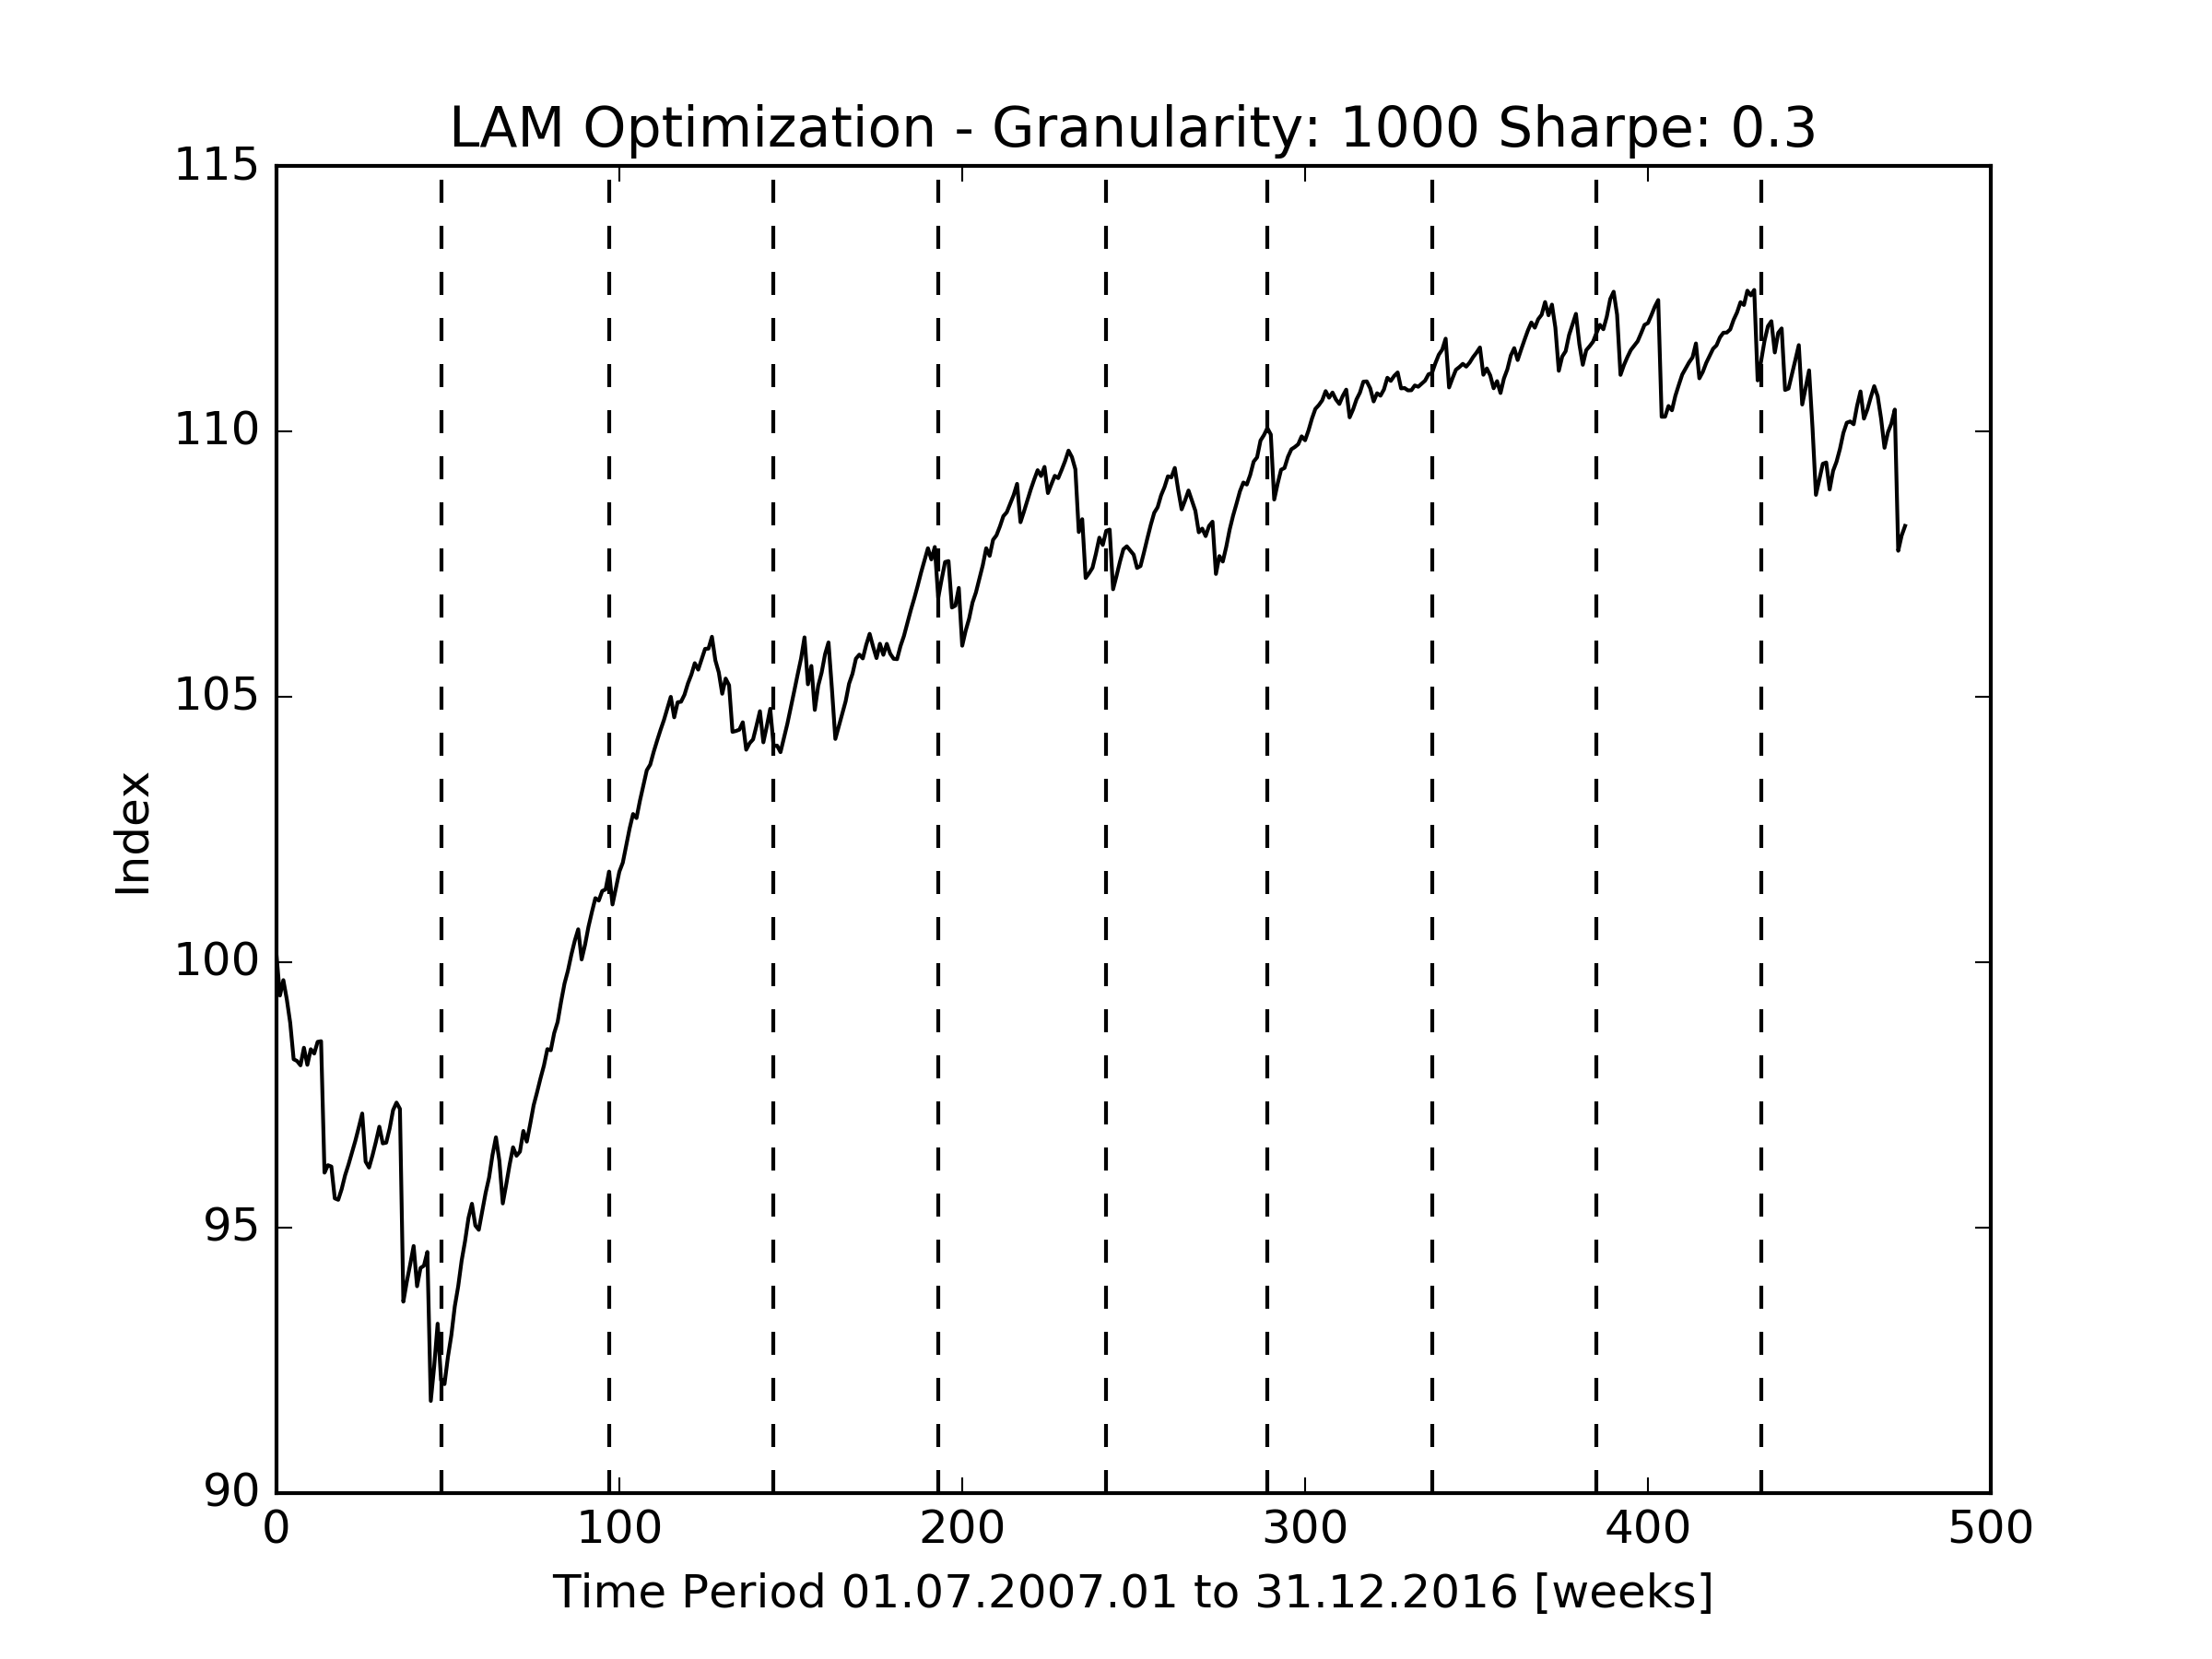 LAM Optimization - Granularity: 1000 Sharpe: 0.3
115
110
105
100
95
90
Index
0 100 200 300 400 500
Time Period 01.07.2007.01 to 31.12.2016 [weeks]